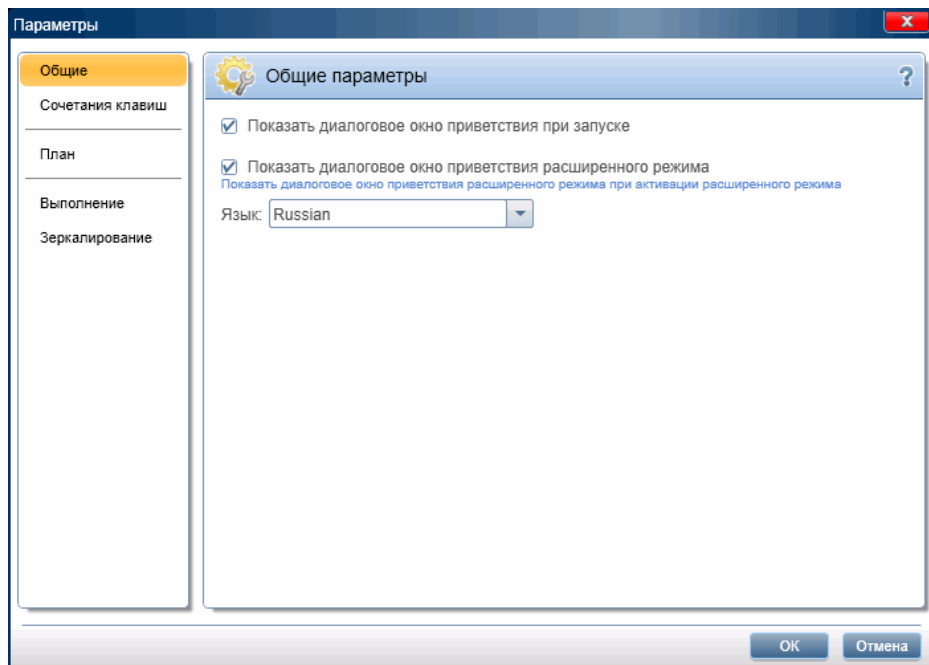 Параметры
Общие
Сочетания клавиш
План
Выполнение
Зеркалирование
Общие параметры
?
Показать диалоговое окно приветствия при запуске
Показать диалоговое окно приветствия расширенного режима
Показать диалоговое окно приветствия расширенного режима при активации расширенного режима
Язык: Russian
ОК Отмена